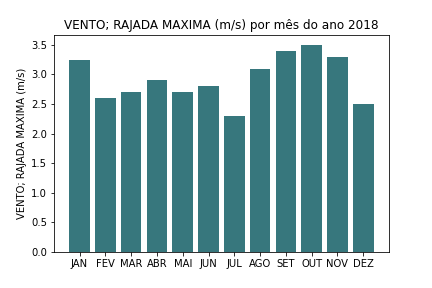 VENTO; RAJADA MAXIMA (m/s) por mês do ano 2018
VENTO; RAJADA MAXIMA (m/s)
3.5
3.0
2.5
2.0
1.5
1.0
0.5
0.0
JAN FEV MAR ABR MAI JUN JUL AGO SET OUT NOV DEZ